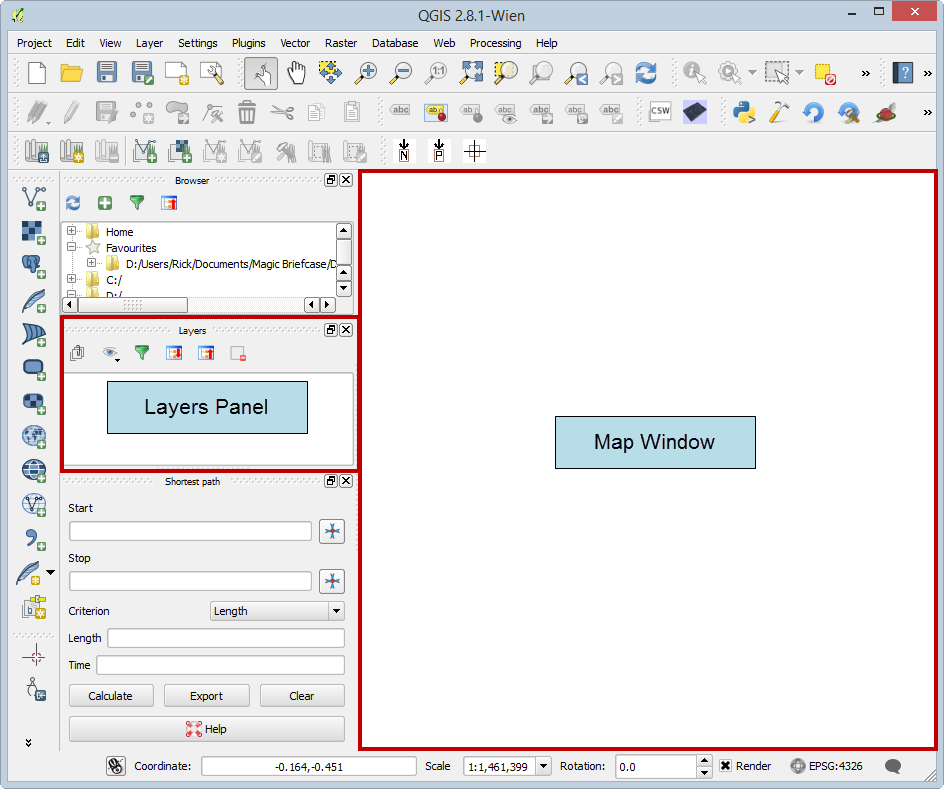 QGIS 2.8.1-Wien
Project Edit View Layer Settings Plugins Vector Raster Database Web Processing Help
1:1
abc ab abc abc abc abc CSW
N P
Browser
Home
Favourites
D:/Users/Rick/Documents/Magic Briefcase/D
C:/
D:/
Layers
Layers Panel
Map Window
Shortest path
Start
Stop
Criterion Length
Length
Time
Calculate Export Clear
Help
Coordinate: -0.164,-0.451 Scale 1:1,461,399 Rotation: 0.0 Render EPSG:4326